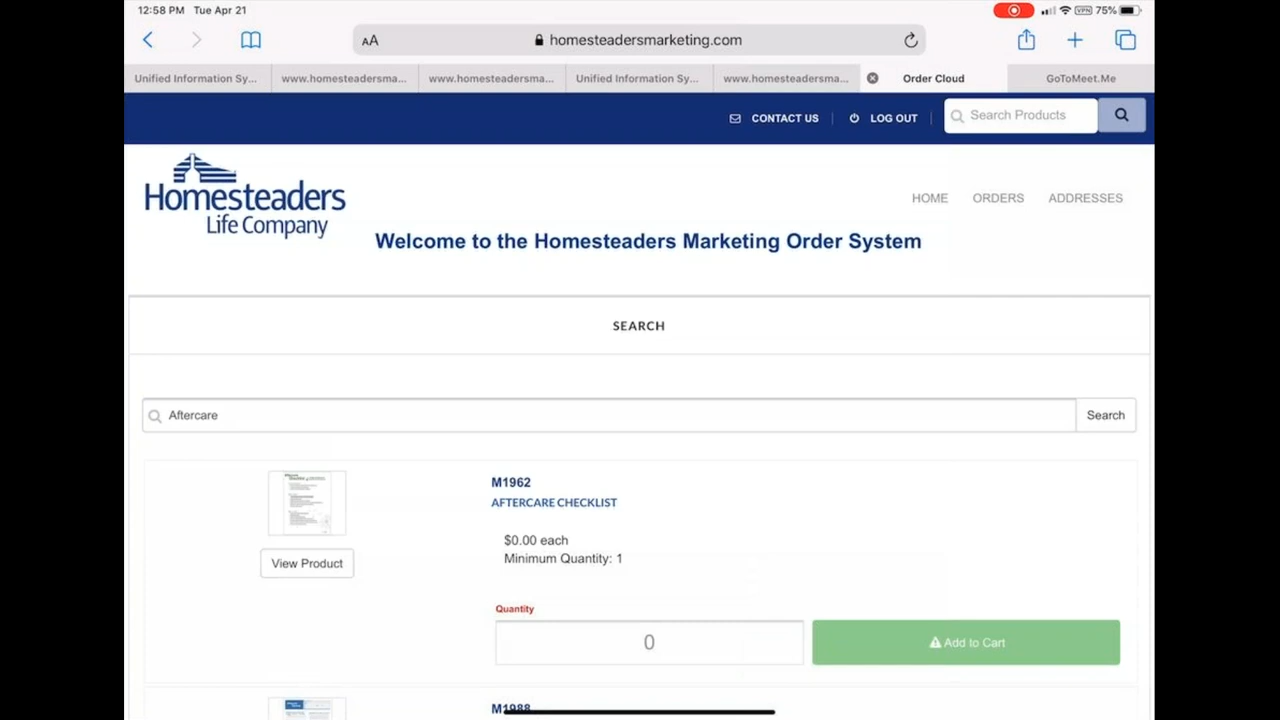 12:58 PM Tue Apr 21
VPN 75%
AA homesteadersmarketing.com
Unified Information Sy... www.homesteadersma... www.homesteadersma... Unified Information Sy... www.homesteadersma... Order Cloud GoToMeet.Me
CONTACT US LOG OUT Search Products
Homesteaders
Life Company
HOME ORDERS ADDRESSES
Welcome to the Homesteaders Marketing Order System
SEARCH
Aftercare Search
M1962
AFTERCARE CHECKLIST
$0.00 each
View Product
Minimum Quantity: 1
Quantity
0 Add to Cart
M1988